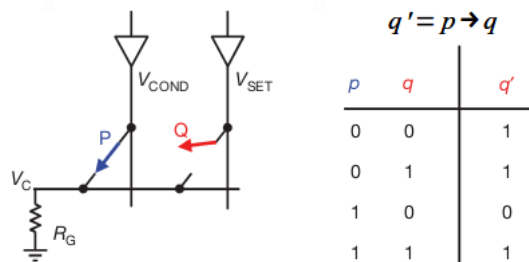 V_COND
V_SET
P
Q
V_C
R_G
q' = p → q
p q q'
0 0 1
0 1 1
1 0 0
1 1 1